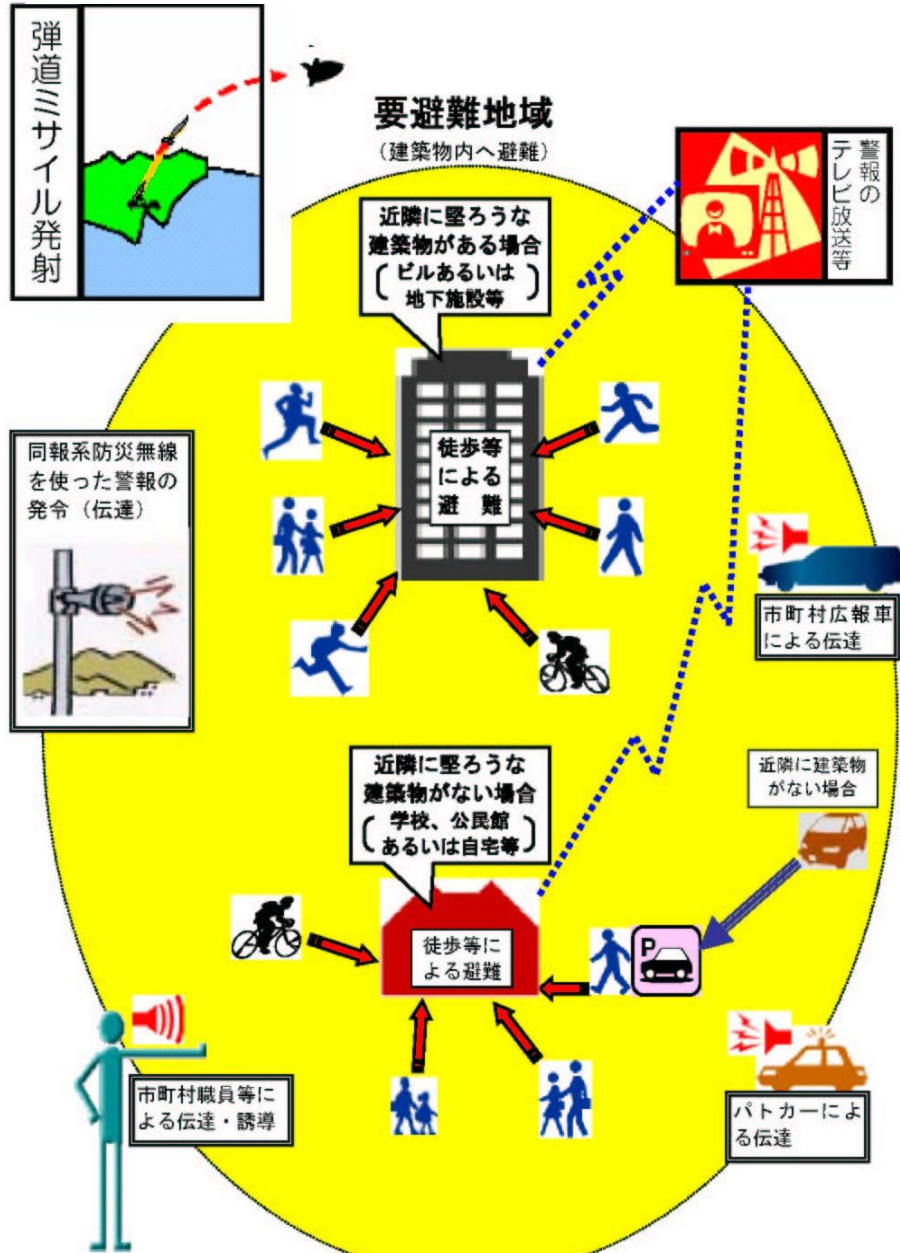 弾道ミサイル発射
要避難地域
（建築物内へ避難）
警報の
テレビ放送等
近隣に堅ろうな
建築物がある場合
（ビルあるいは
地下施設等）
徒歩等
による
避 難
同報系防災無線
を使った警報の
発令（伝達）
市町村広報車
による伝達
近隣に堅ろうな
建築物がない場合
（学校、公民館
あるいは自宅等）
近隣に建築物
がない場合
徒歩等に
よる避難
P
市町村職員等に
よる伝達・誘導
パトカーによ
る伝達